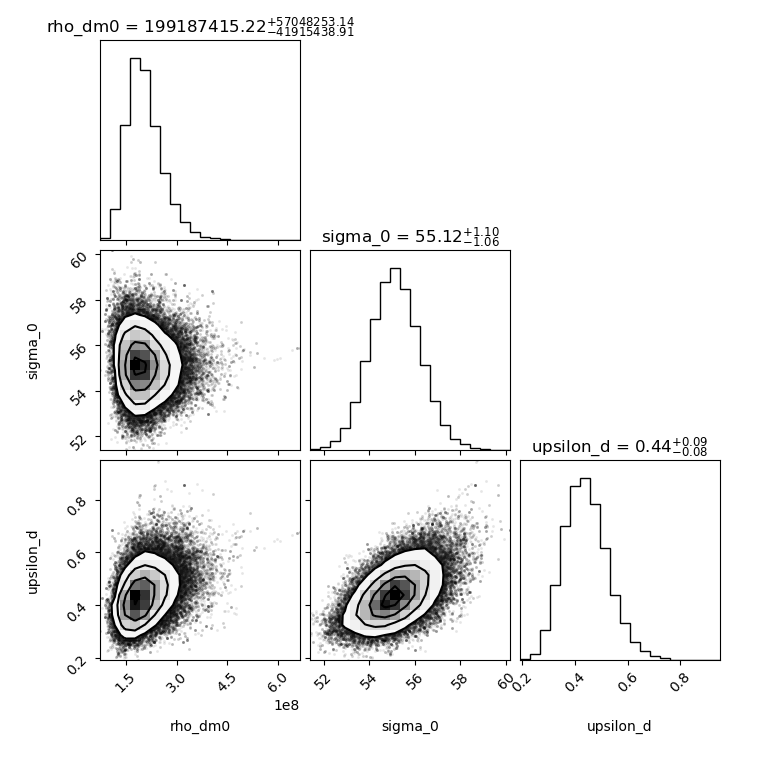 rho_dm0 = 199187415.22+57048253.14−41915438.91
sigma_0 = 55.12+1.10−1.06
60
58
56
54
52
sigma_0
upsilon_d = 0.44+0.09−0.08
0.8
0.6
0.4
0.2
upsilon_d
1.5 3.0 4.5 6.0
1e8
rho_dm0
52 54 56 58 60
sigma_0
0.2 0.4 0.6 0.8
upsilon_d